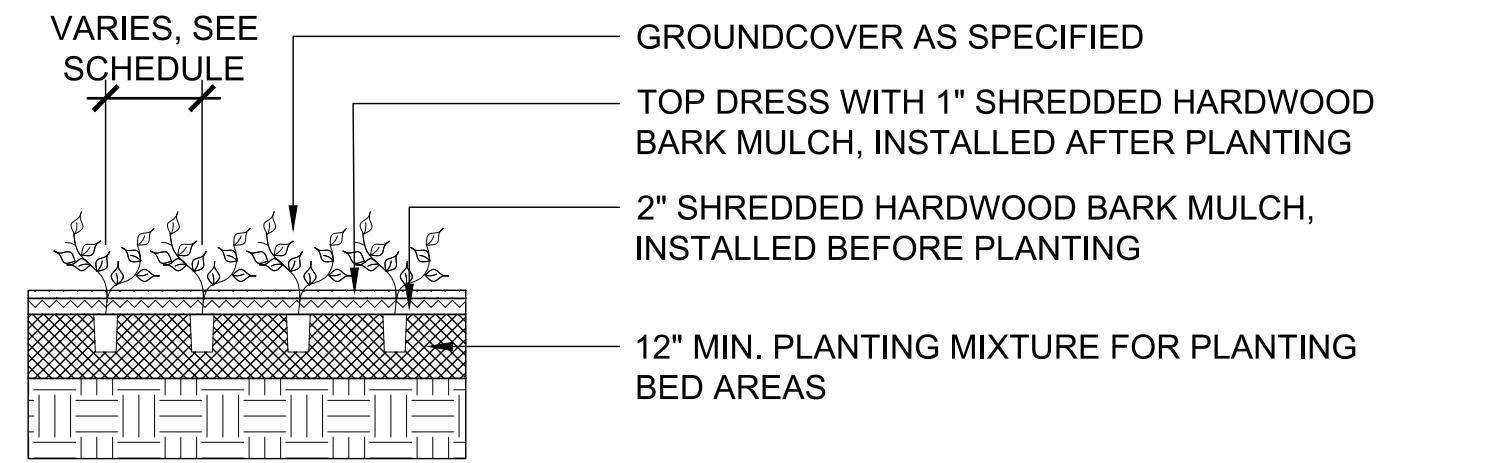 VARIES, SEE
SCHEDULE
GROUNDCOVER AS SPECIFIED
TOP DRESS WITH 1" SHREDDED HARDWOOD
BARK MULCH, INSTALLED AFTER PLANTING
2" SHREDDED HARDWOOD BARK MULCH,
INSTALLED BEFORE PLANTING
12" MIN. PLANTING MIXTURE FOR PLANTING
BED AREAS